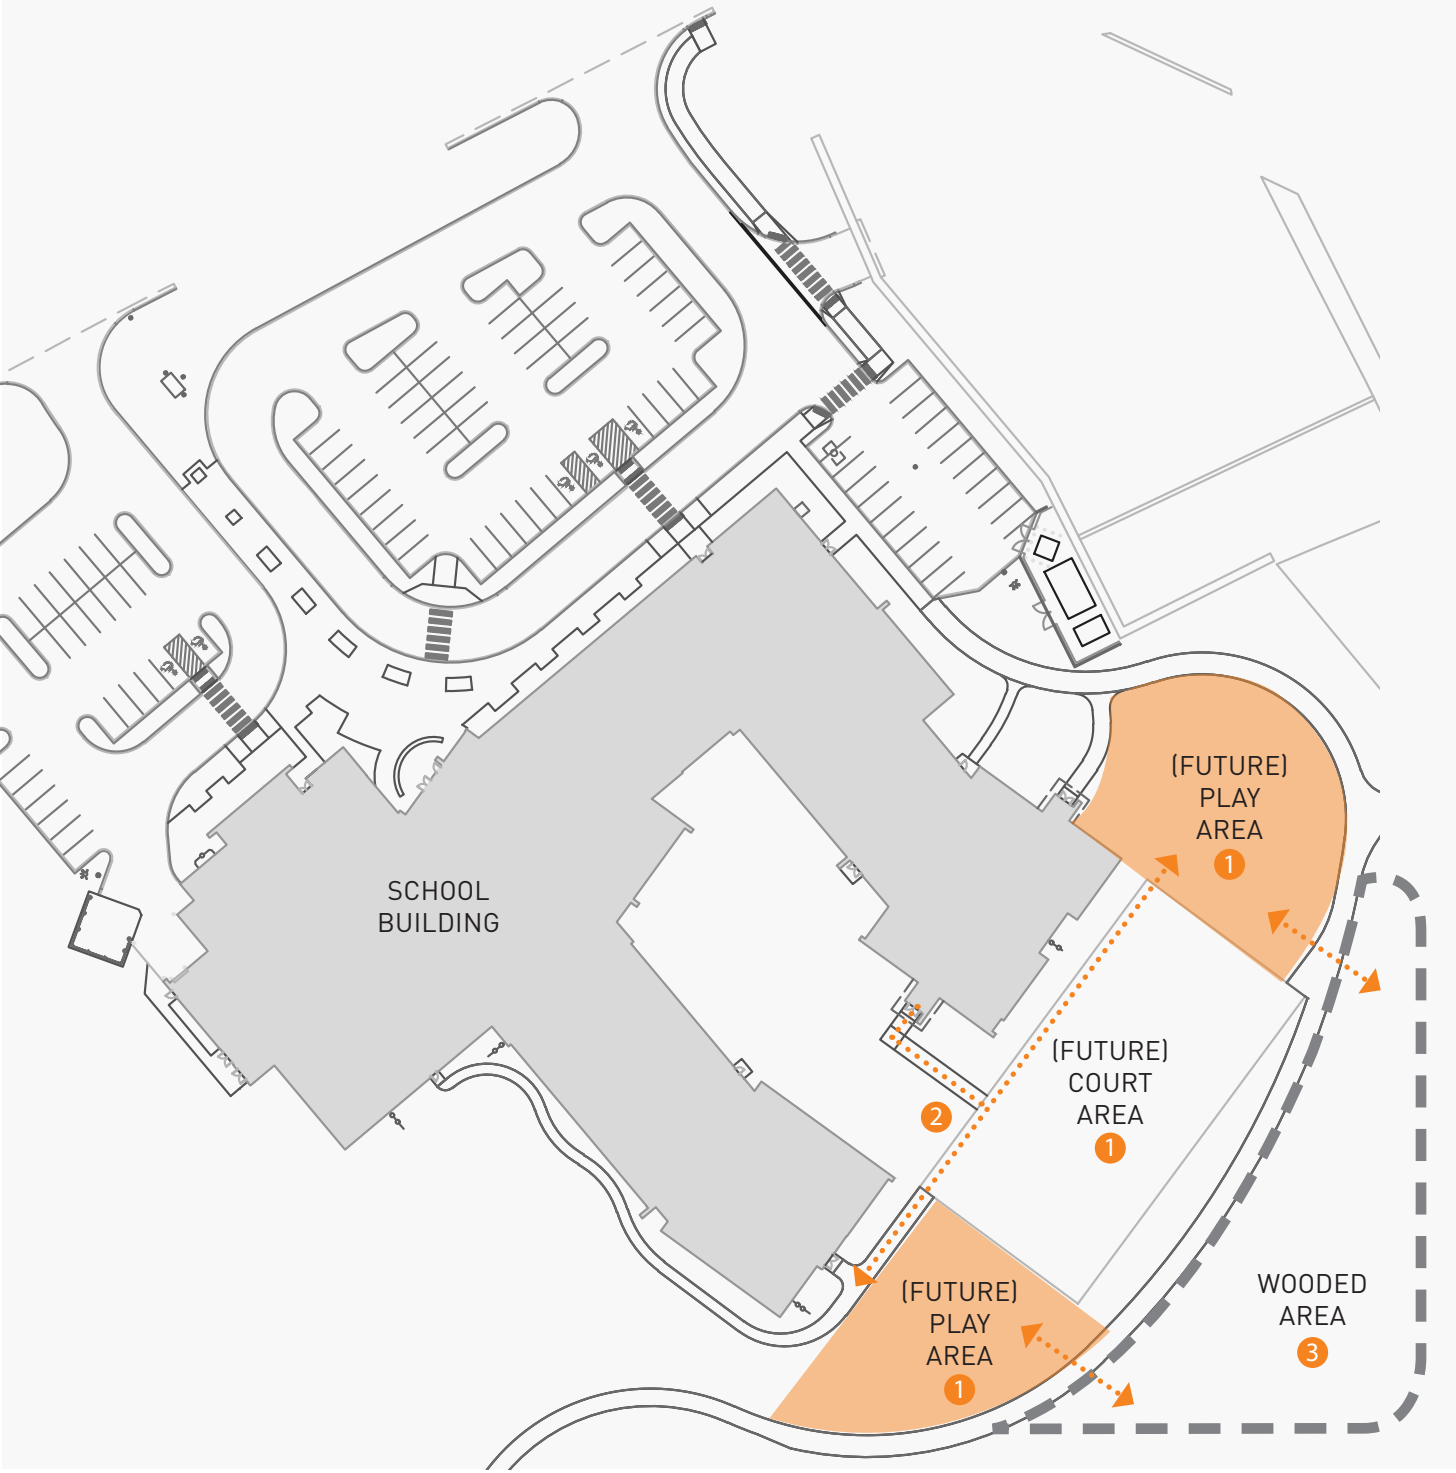 (FUTURE)
PLAY
AREA
1
SCHOOL
BUILDING
(FUTURE)
COURT
AREA
1
2
(FUTURE)
PLAY
AREA
1
WOODED
AREA
3